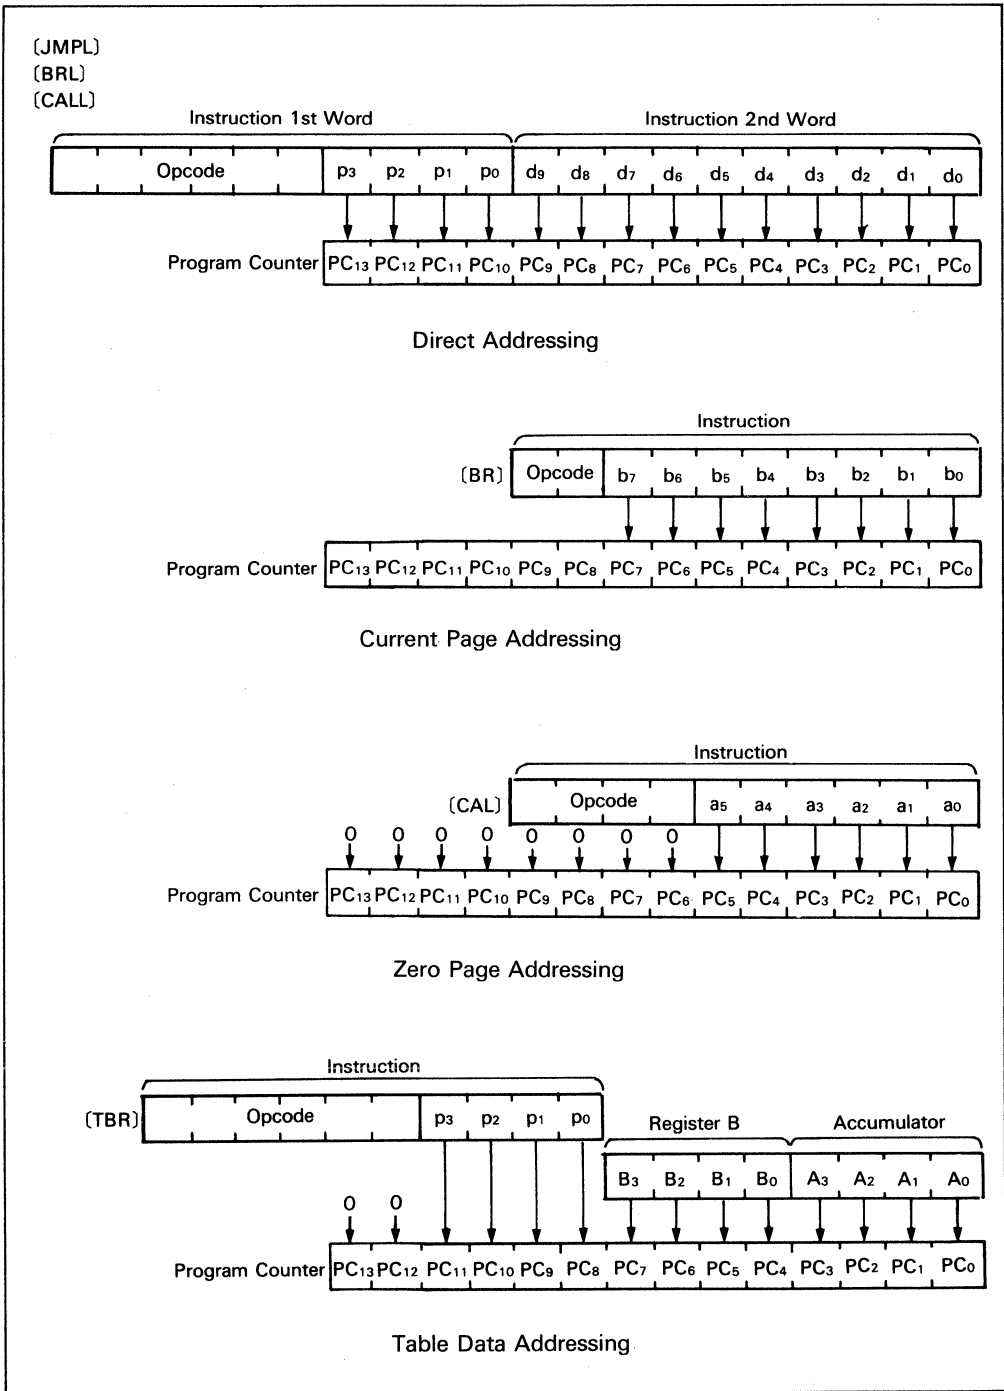 [JMPL]
[BRL]
[CALL]
Instruction 1st Word Instruction 2nd Word
Opcode p3 p2 p1 p0 d9 d8 d7 d6 d5 d4 d3 d2 d1 d0
Program Counter PC13 PC12 PC11 PC10 PC9 PC8 PC7 PC6 PC5 PC4 PC3 PC2 PC1 PC0
Direct Addressing
Instruction
[BR] Opcode b7 b6 b5 b4 b3 b2 b1 b0
Program Counter PC13 PC12 PC11 PC10 PC9 PC8 PC7 PC6 PC5 PC4 PC3 PC2 PC1 PC0
Current Page Addressing
Instruction
[CAL] Opcode a5 a4 a3 a2 a1 a0
0 0 0 0 0 0 0 0
Program Counter PC13 PC12 PC11 PC10 PC9 PC8 PC7 PC6 PC5 PC4 PC3 PC2 PC1 PC0
Zero Page Addressing
Instruction
[TBR] Opcode p3 p2 p1 p0
Register B Accumulator
B3 B2 B1 B0 A3 A2 A1 A0
0 0
Program Counter PC13 PC12 PC11 PC10 PC9 PC8 PC7 PC6 PC5 PC4 PC3 PC2 PC1 PC0
Table Data Addressing